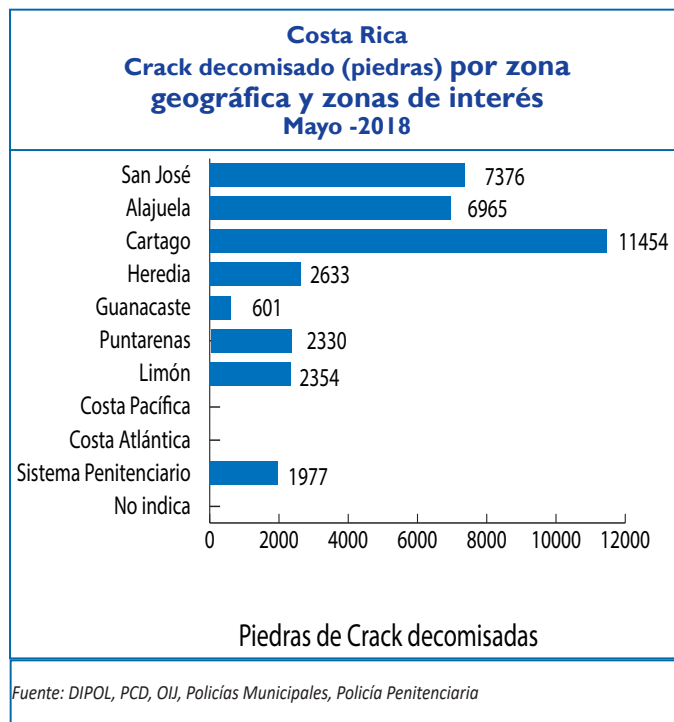 Costa Rica
Crack decomisado (piedras) por zona
geográfica y zonas de interés
Mayo -2018
San José 7376
Alajuela 6965
Cartago 11454
Heredia 2633
Guanacaste 601
Puntarenas 2330
Limón 2354
Costa Pacífica
Costa Atlántica
Sistema Penitenciario 1977
No indica
0 2000 4000 6000 8000 10000 12000
Piedras de Crack decomisadas
Fuente: DIPOL, PCD, OIJ, Policías Municipales, Policía Penitenciaria